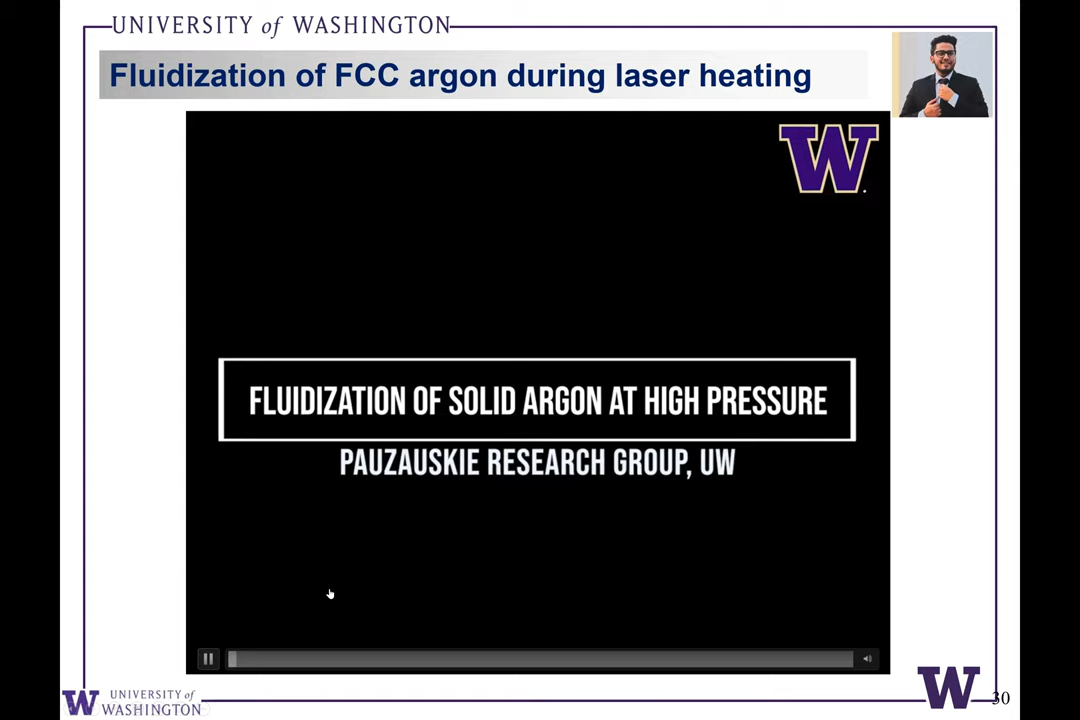 UNIVERSITY of WASHINGTON
Fluidization of FCC argon during laser heating
W.
FLUIDIZATION OF SOLID ARGON AT HIGH PRESSURE
PAUZAUSKIE RESEARCH GROUP, UW
W UNIVERSITY of
WASHINGTON
W
30